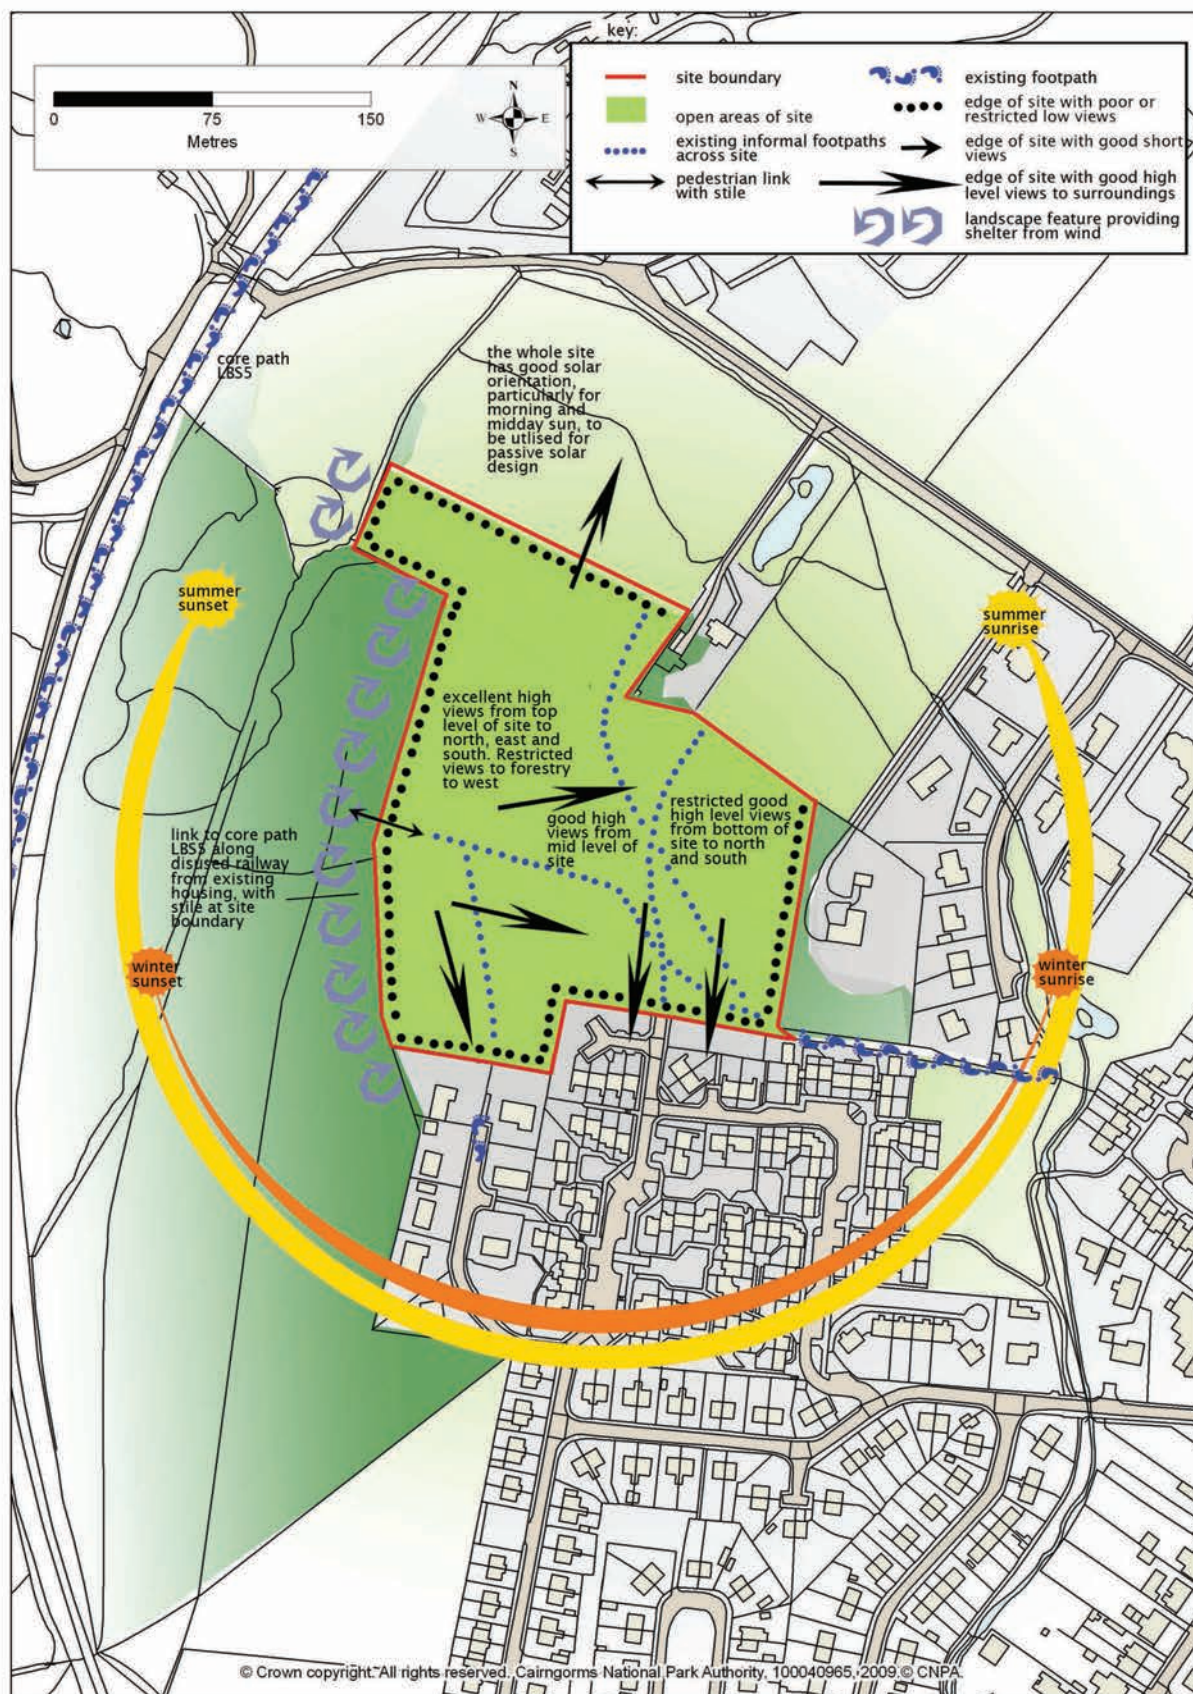 key:
site boundary
open areas of site
existing informal footpaths
across site
pedestrian link
with stile
existing footpath
edge of site with poor or
restricted low views
edge of site with good short
views
edge of site with good high
level views to surroundings
landscape feature providing
shelter from wind
0 75 150
Metres
N
W E
S
core path
LBS5
the whole site
has good solar
orientation,
particularly for
morning and
midday sun, to
be utlised for
passive solar
design
summer
sunset
summer
sunrise
excellent high
views from top
level of site to
north, east and
south. Restricted
views to forestry
to west
good high
views from
mid level of
site
restricted good
high level views
from bottom of
site to north
and south
link to core path
LBS5 along
disused railway
from existing
housing, with
stile at site
boundary
winter
sunset
winter
sunrise
© Crown copyright. All rights reserved. Cairngorms National Park Authority. 100040965, 2009 © CNPA.